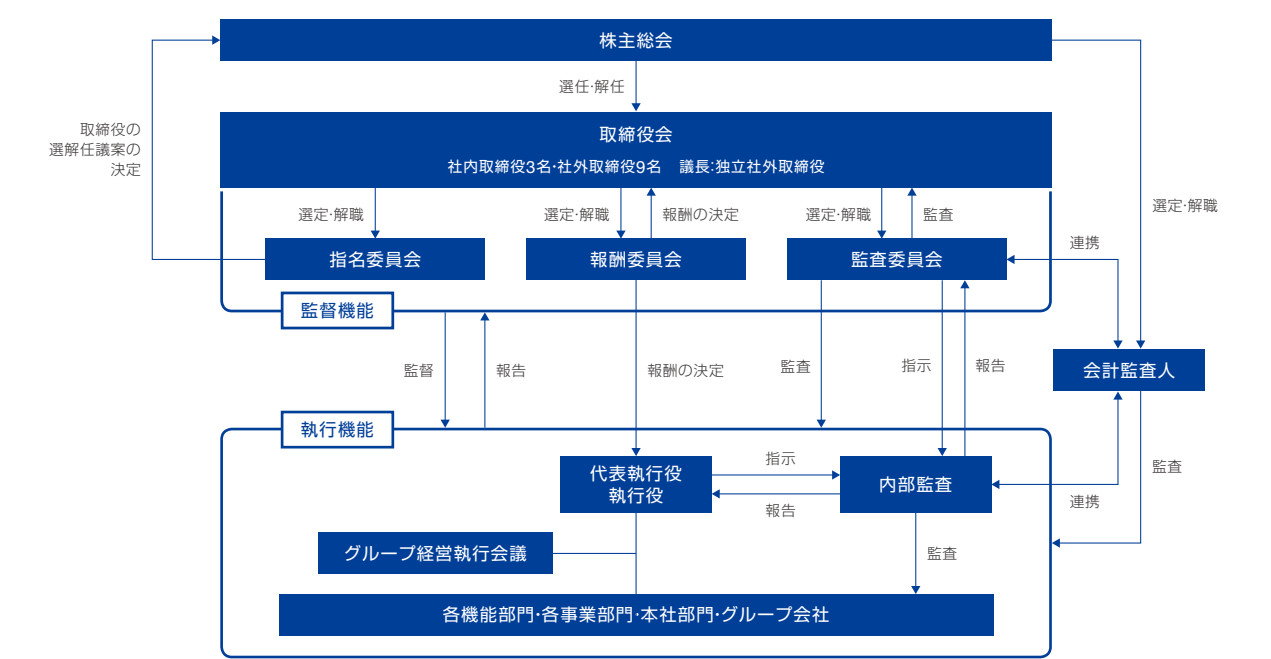 株主総会
選任・解任
取締役の
選解任議案の
決定
取締役会
社内取締役3名・社外取締役9名　議長:独立社外取締役
選定・解職
選定・解職
報酬の決定
選定・解職
監査
選定・解職
指名委員会
報酬委員会
監査委員会
連携
監督機能
監督
報告
報酬の決定
監査
指示
報告
会計監査人
執行機能
代表執行役
執行役
指示
報告
内部監査
連携
監査
グループ経営執行会議
監査
各機能部門・各事業部門・本社部門・グループ会社